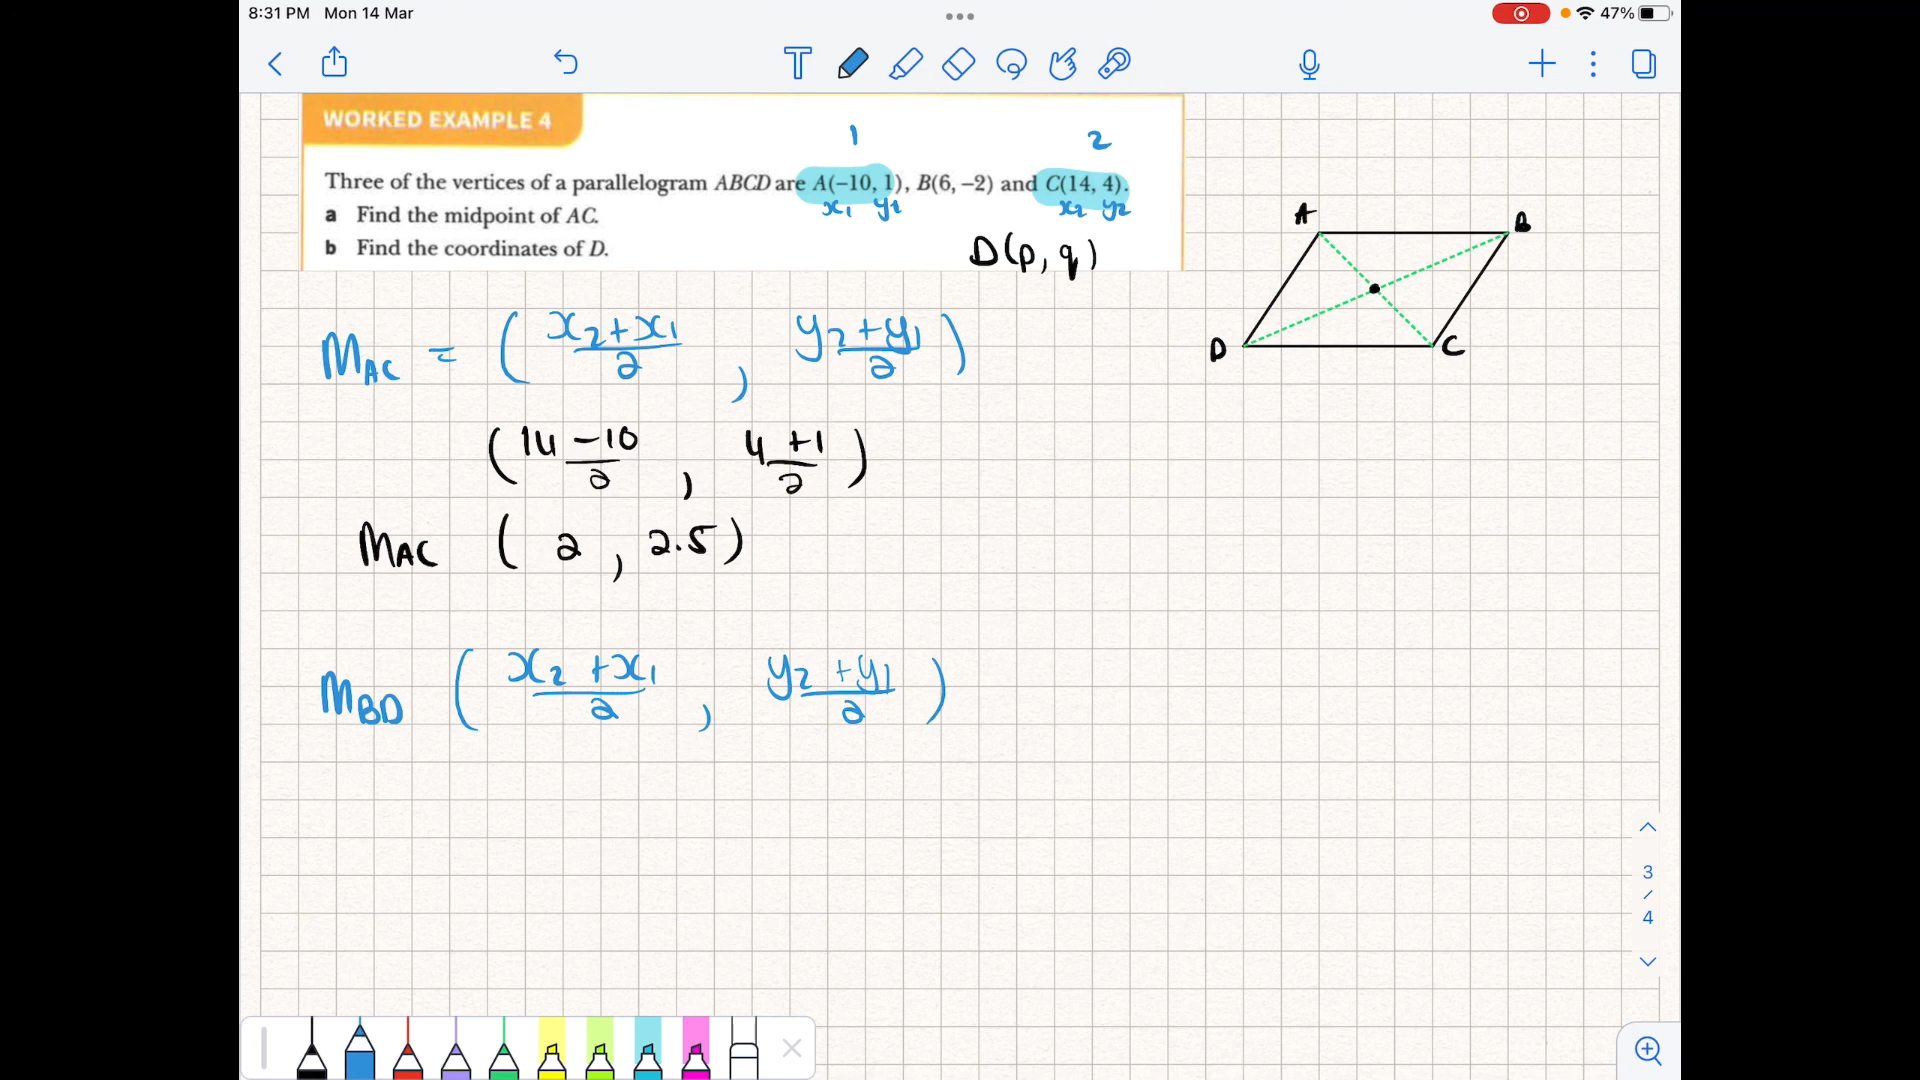 8:31 PM Mon 14 Mar
47%
WORKED EXAMPLE 4
1 2
Three of the vertices of a parallelogram ABCD are A(−10, 1), B(6, −2) and C(14, 4).
x₁ y₁ x₂ y₂
a Find the midpoint of AC.
b Find the coordinates of D.
D(p, q)
A B
D C
M_AC = ( (x₂+x₁)/2 , (y₂+y₁)/2 )
( (14−10)/2 , (4+1)/2 )
M_AC ( 2 , 2.5 )
M_BD ( (x₂+x₁)/2 , (y₂+y₁)/2 )
3
/
4